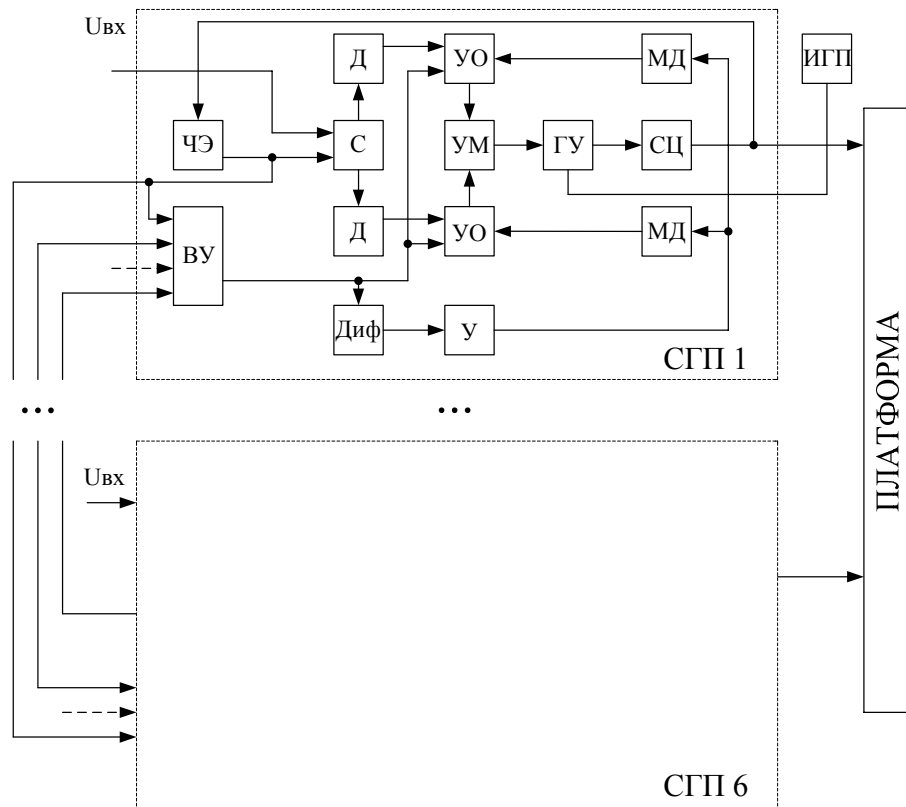 Uвх
Д
УО
МД
ИГП
ЧЭ
С
УМ
ГУ
СЦ
Д
УО
МД
ВУ
Диф
У
СГП 1
ПЛАТФОРМА
...
...
Uвх
СГП 6